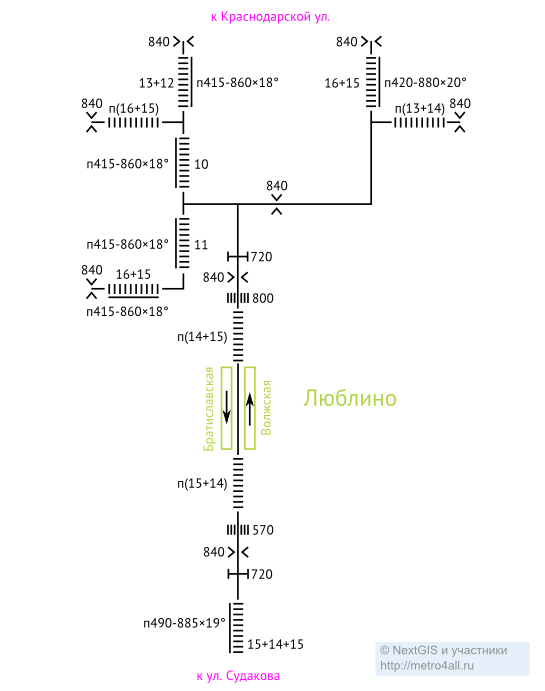 к Краснодарской ул.
840
840
13+12
п415-860×18°
16+15
п420-880×20°
840
п(16+15)
п(13+14)
840
п415-860×18°
10
840
п415-860×18°
11
720
840
16+15
840
800
п415-860×18°
п(14+15)
Братиславская
Волжская
Люблино
п(15+14)
570
840
720
п490-885×19°
15+14+15
© NextGIS и участники
http://metro4all.ru
к ул. Судакова